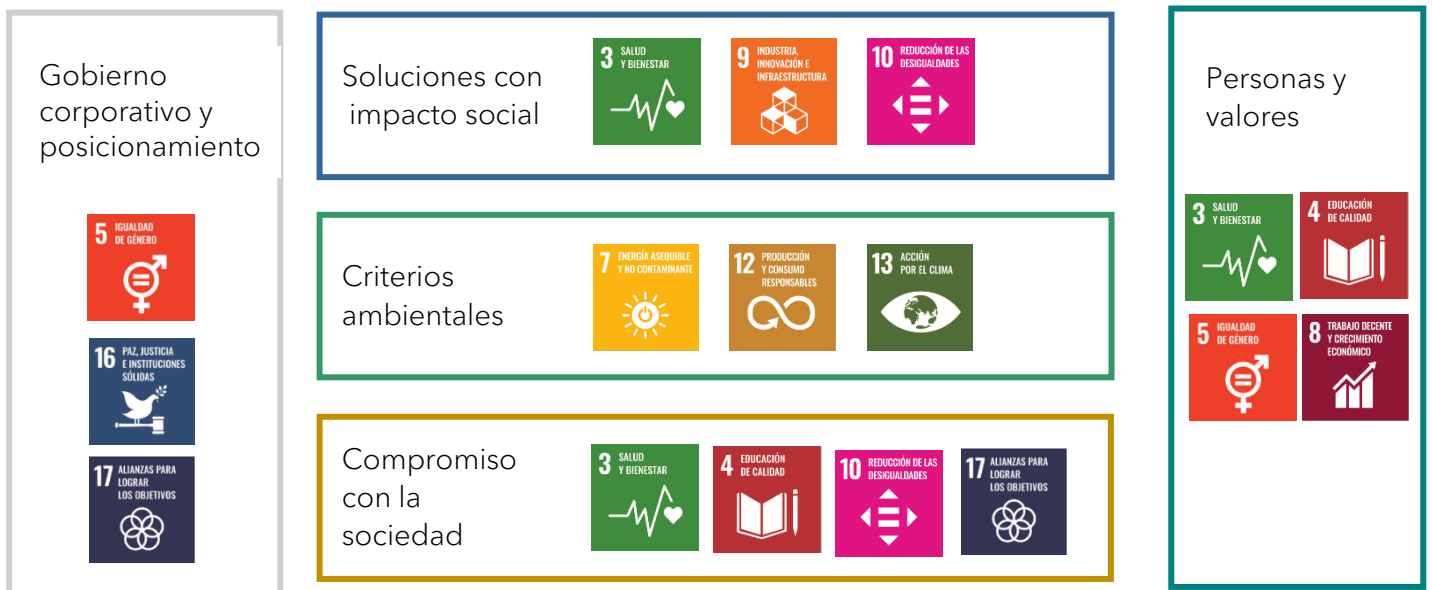 Gobierno
corporativo y
posicionamiento
5 IGUALDAD
DE GÉNERO
16 PAZ, JUSTICIA
E INSTITUCIONES
SÓLIDAS
17 ALIANZAS PARA
LOGRAR
LOS OBJETIVOS
Soluciones con
impacto social
3 SALUD
Y BIENESTAR
9 INDUSTRIA,
INNOVACIÓN E
INFRAESTRUCTURA
10 REDUCCIÓN DE LAS
DESIGUALDADES
Criterios
ambientales
7 ENERGÍA ASEQUIBLE
Y NO CONTAMINANTE
12 PRODUCCIÓN
Y CONSUMO
RESPONSABLES
13 ACCIÓN
POR EL CLIMA
Compromiso
con la
sociedad
3 SALUD
Y BIENESTAR
4 EDUCACIÓN
DE CALIDAD
10 REDUCCIÓN DE LAS
DESIGUALDADES
17 ALIANZAS PARA
LOGRAR
LOS OBJETIVOS
Personas y
valores
3 SALUD
Y BIENESTAR
4 EDUCACIÓN
DE CALIDAD
5 IGUALDAD
DE GÉNERO
8 TRABAJO DECENTE
Y CRECIMIENTO
ECONÓMICO